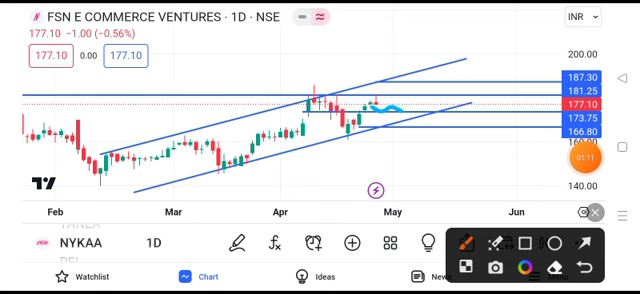 FSN E COMMERCE VENTURES · 1D · NSE
INR
177.10 −1.00 (−0.56%)
177.10 0.00 177.10
200.00
187.30
181.25
177.10
173.75
166.80
160.00
01:11
140.00
Feb Mar Apr May Jun
NYKAA 1D
Watchlist Chart Ideas News Menu